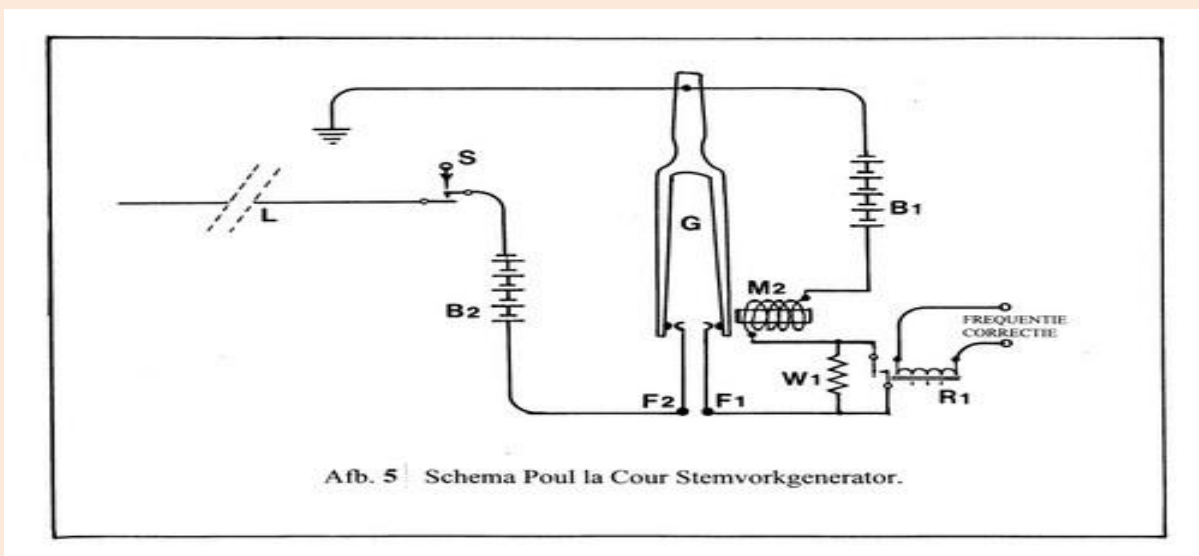 S
L
G
B1
B2
M2
FREQUENTIE
CORRECTIE
W1
R1
F2 F1
Afb. 5 Schema Poul la Cour Stemvorkgenerator.